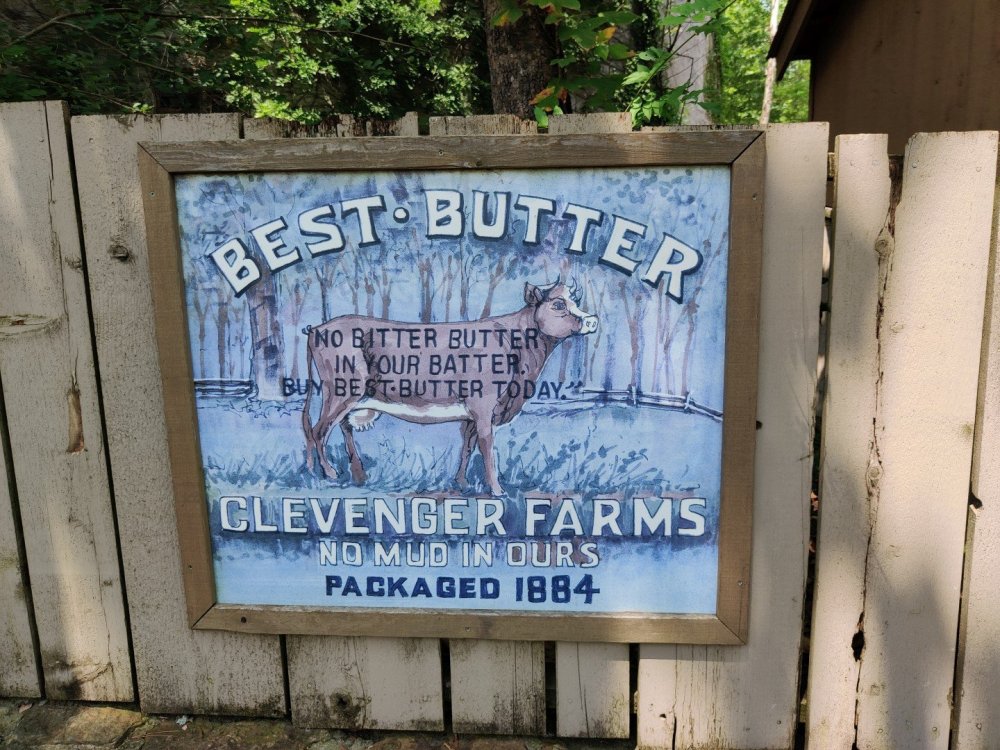 BEST·BUTTER
NO BITTER BUTTER
IN YOUR BATTER.
BUY BEST·BUTTER TODAY.
CLEVENGER FARMS
NO MUD IN OURS
PACKAGED 1884